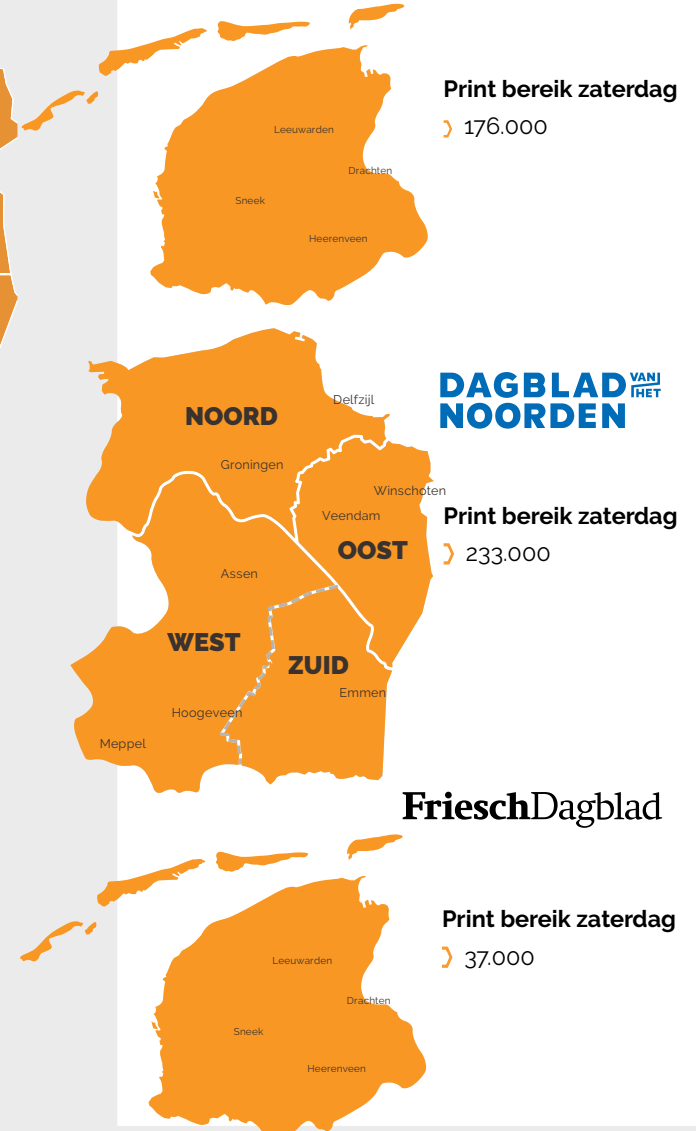 Print bereik zaterdag
176.000
Leeuwarden
Drachten
Sneek
Heerenveen
DAGBLAD VAN HET
NOORDEN
Delfzijl
NOORD
Groningen
Winschoten
Veendam
Print bereik zaterdag
OOST
233.000
Assen
WEST
ZUID
Emmen
Hoogeveen
Meppel
FrieschDagblad
Print bereik zaterdag
37.000
Leeuwarden
Drachten
Sneek
Heerenveen